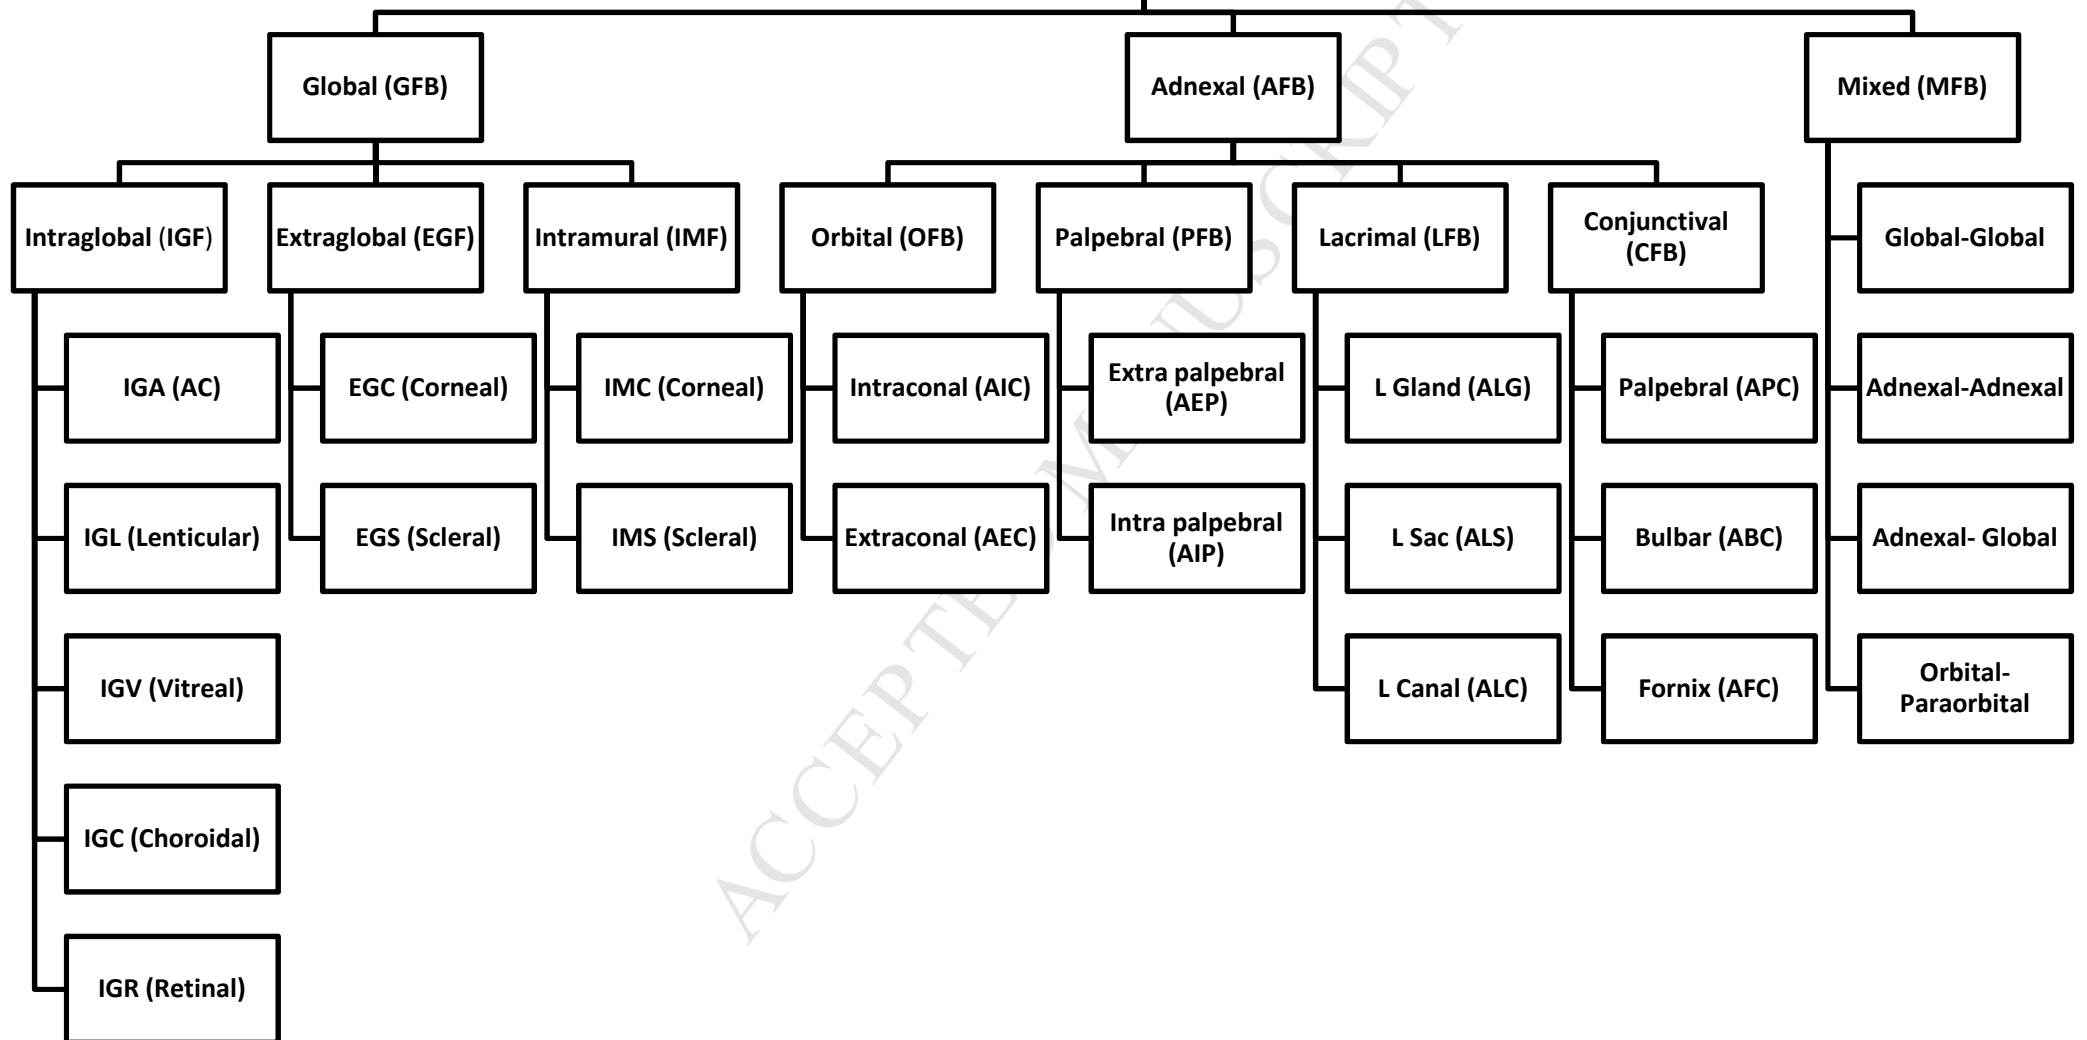 Global (GFB)
Adnexal (AFB)
Mixed (MFB)
Intraglobal (IGF)
Extraglobal (EGF)
Intramural (IMF)
Orbital (OFB)
Palpebral (PFB)
Lacrimal (LFB)
Conjunctival
(CFB)
Global-Global
IGA (AC)
EGC (Corneal)
IMC (Corneal)
Intraconal (AIC)
Extra palpebral
(AEP)
L Gland (ALG)
Palpebral (APC)
Adnexal-Adnexal
IGL (Lenticular)
EGS (Scleral)
IMS (Scleral)
Extraconal (AEC)
Intra palpebral
(AIP)
L Sac (ALS)
Bulbar (ABC)
Adnexal- Global
IGV (Vitreal)
L Canal (ALC)
Fornix (AFC)
Orbital-
Paraorbital
IGC (Choroidal)
IGR (Retinal)
ACCEPTED MANUSCRIPT